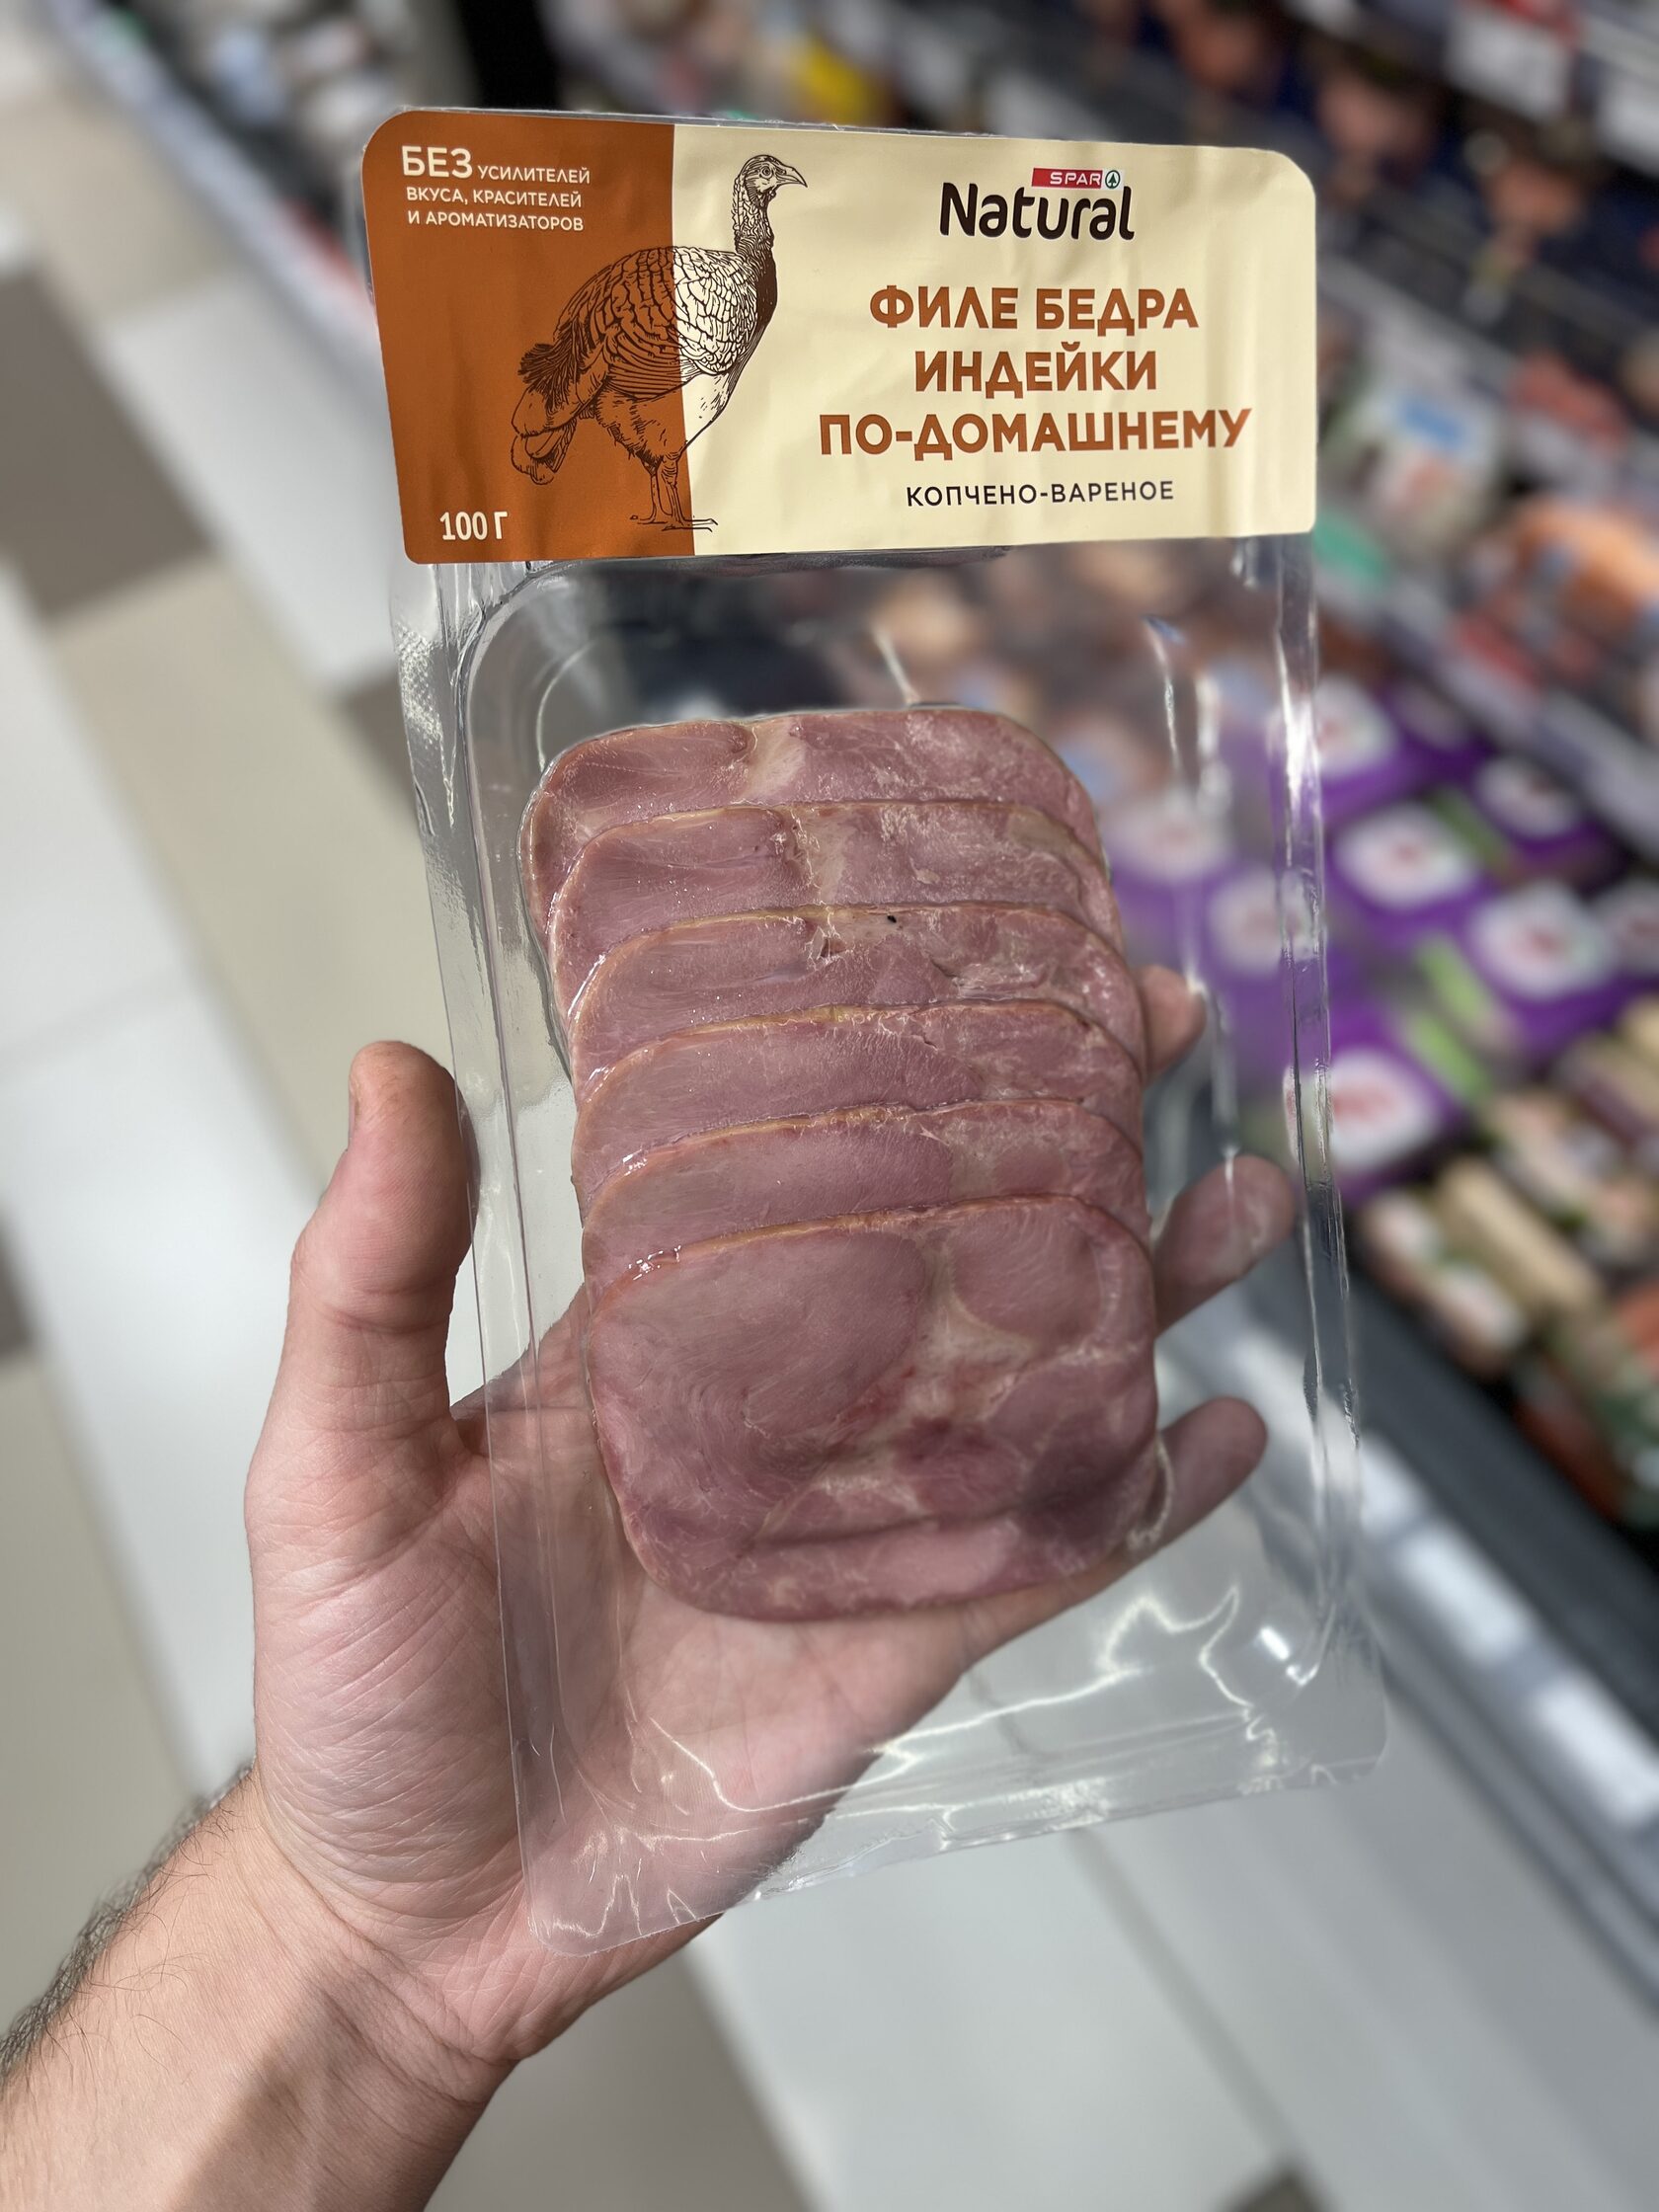 БЕЗ УСИЛИТЕЛЕЙ
ВКУСА, КРАСИТЕЛЕЙ
И АРОМАТИЗАТОРОВ
100 Г
SPAR
Natural
ФИЛЕ БЕДРА
ИНДЕЙКИ
ПО-ДОМАШНЕМУ
КОПЧЕНО-ВАРЕНОЕ